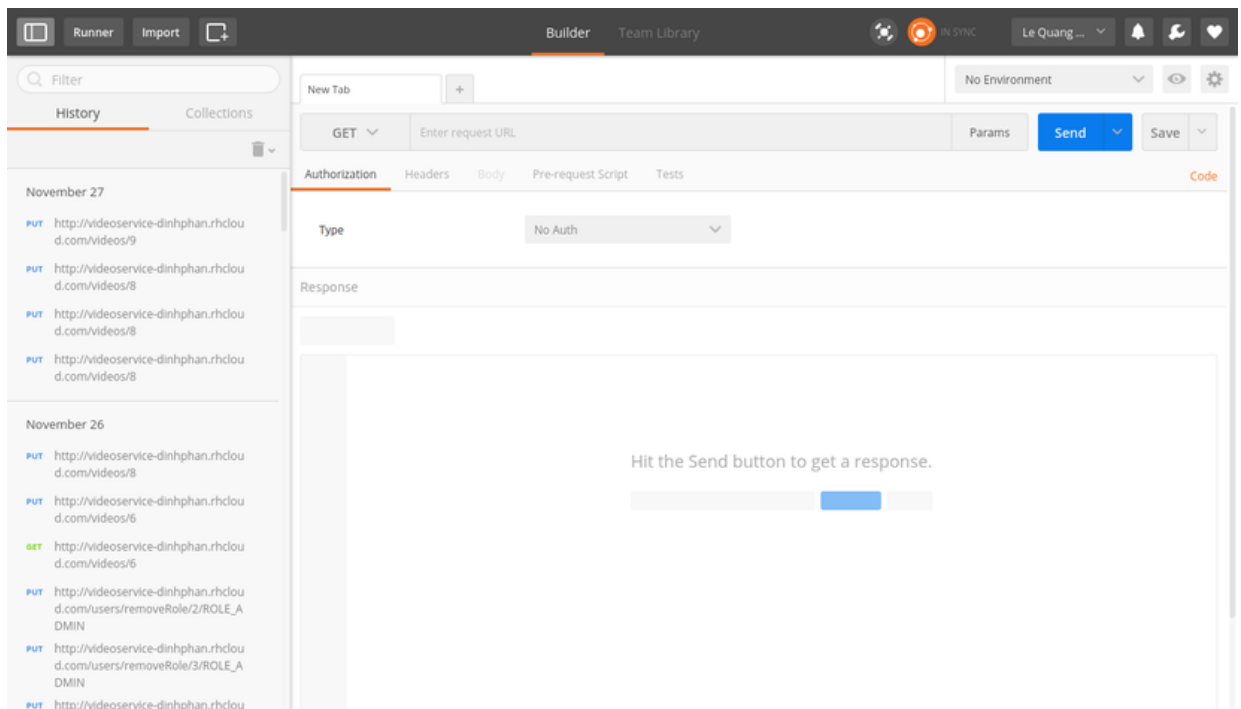 Runner Import Builder Team Library IN SYNC Le Quang ...
Filter
History Collections
New Tab + No Environment
GET Enter request URL Params Send Save
Authorization Headers Body Pre-request Script Tests Code
Type No Auth
Response
Hit the Send button to get a response.
November 27
PUT http://videoservice-dinhphan.rhclou
d.com/videos/9
PUT http://videoservice-dinhphan.rhclou
d.com/videos/8
PUT http://videoservice-dinhphan.rhclou
d.com/videos/8
PUT http://videoservice-dinhphan.rhclou
d.com/videos/8
November 26
PUT http://videoservice-dinhphan.rhclou
d.com/videos/8
PUT http://videoservice-dinhphan.rhclou
d.com/videos/6
GET http://videoservice-dinhphan.rhclou
d.com/videos/6
PUT http://videoservice-dinhphan.rhclou
d.com/users/removeRole/2/ROLE_A
DMIN
PUT http://videoservice-dinhphan.rhclou
d.com/users/removeRole/3/ROLE_A
DMIN
PUT http://videoservice-dinhphan.rhclou